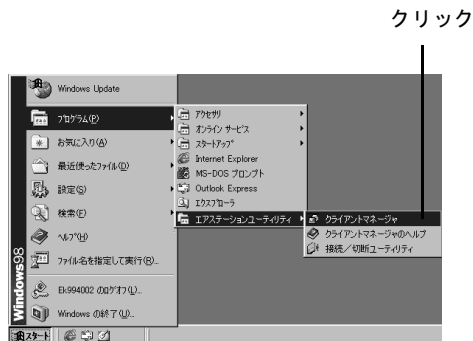 クリック
Windows Update
プログラム(P)
お気に入り(A)
最近使ったファイル(D)
設定(S)
検索(F)
ヘルプ(H)
ファイル名を指定して実行(R)...
Ek994002 のログオフ(L)...
Windows の終了(U)...
Windows98
スタート
アクセサリ
オンライン サービス
スタートアップ
Internet Explorer
MS-DOS プロンプト
Outlook Express
エクスプローラ
エアステーションユーティリティ
クライアントマネージャ
クライアントマネージャのヘルプ
接続／切断ユーティリティ